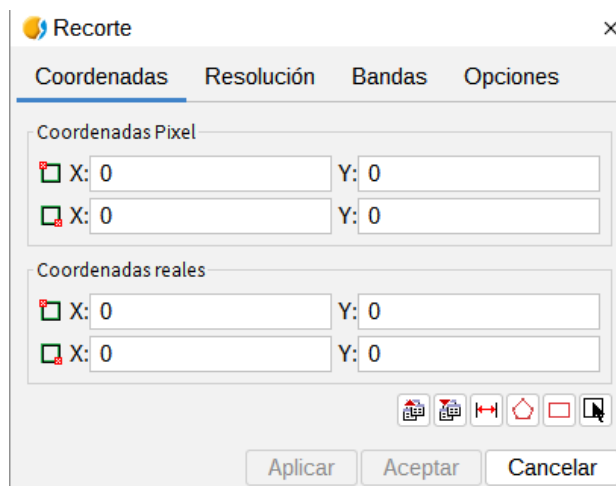 Recorte
Coordenadas Resolución Bandas Opciones
Coordenadas Pixel
X: 0 Y: 0
X: 0 Y: 0
Coordenadas reales
X: 0 Y: 0
X: 0 Y: 0
Aplicar Aceptar Cancelar